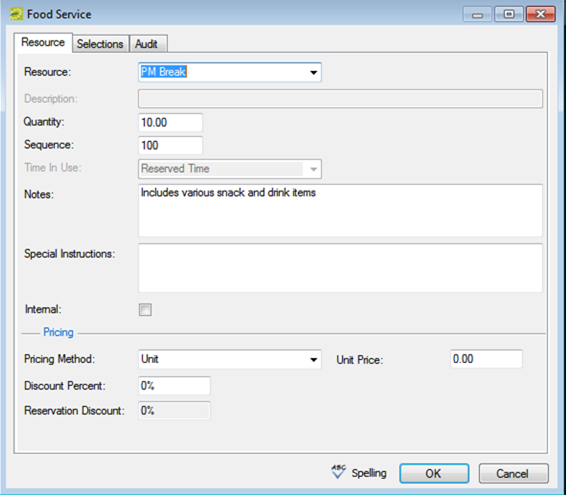 Food Service
Resource Selections Audit
Resource: PM Break
Description:
Quantity: 10.00
Sequence: 100
Time In Use: Reserved Time
Notes: Includes various snack and drink items
Special Instructions:
Internal:
Pricing
Pricing Method: Unit Unit Price: 0.00
Discount Percent: 0%
Reservation Discount: 0%
ABC Spelling OK Cancel